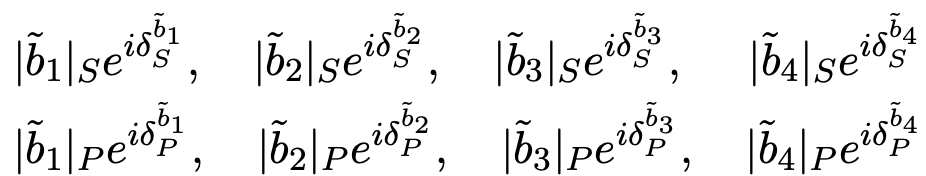 |b̃₁|_S e^{iδ_S^{b̃₁}}, |b̃₂|_S e^{iδ_S^{b̃₂}}, |b̃₃|_S e^{iδ_S^{b̃₃}}, |b̃₄|_S e^{iδ_S^{b̃₄}}
|b̃₁|_P e^{iδ_P^{b̃₁}}, |b̃₂|_P e^{iδ_P^{b̃₂}}, |b̃₃|_P e^{iδ_P^{b̃₃}}, |b̃₄|_P e^{iδ_P^{b̃₄}}